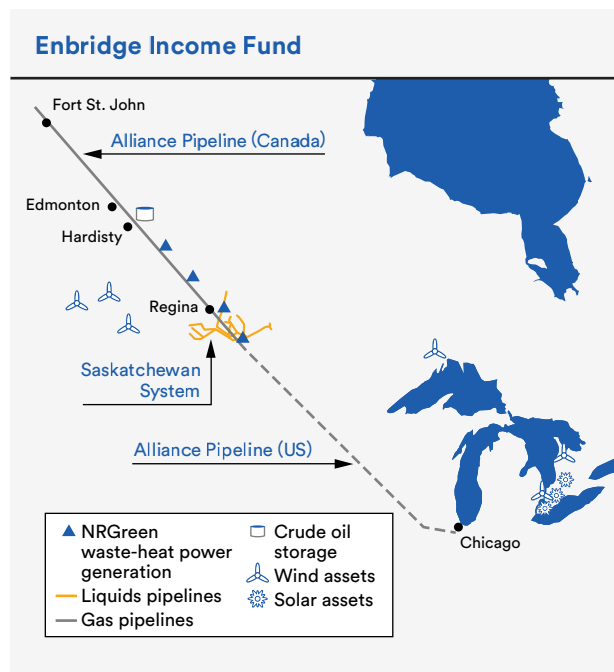 Enbridge Income Fund
Fort St. John
Alliance Pipeline (Canada)
Edmonton
Hardisty
Regina
Saskatchewan
System
Alliance Pipeline (US)
Chicago
NRGreen
waste-heat power
generation
Liquids pipelines
Gas pipelines
Crude oil
storage
Wind assets
Solar assets